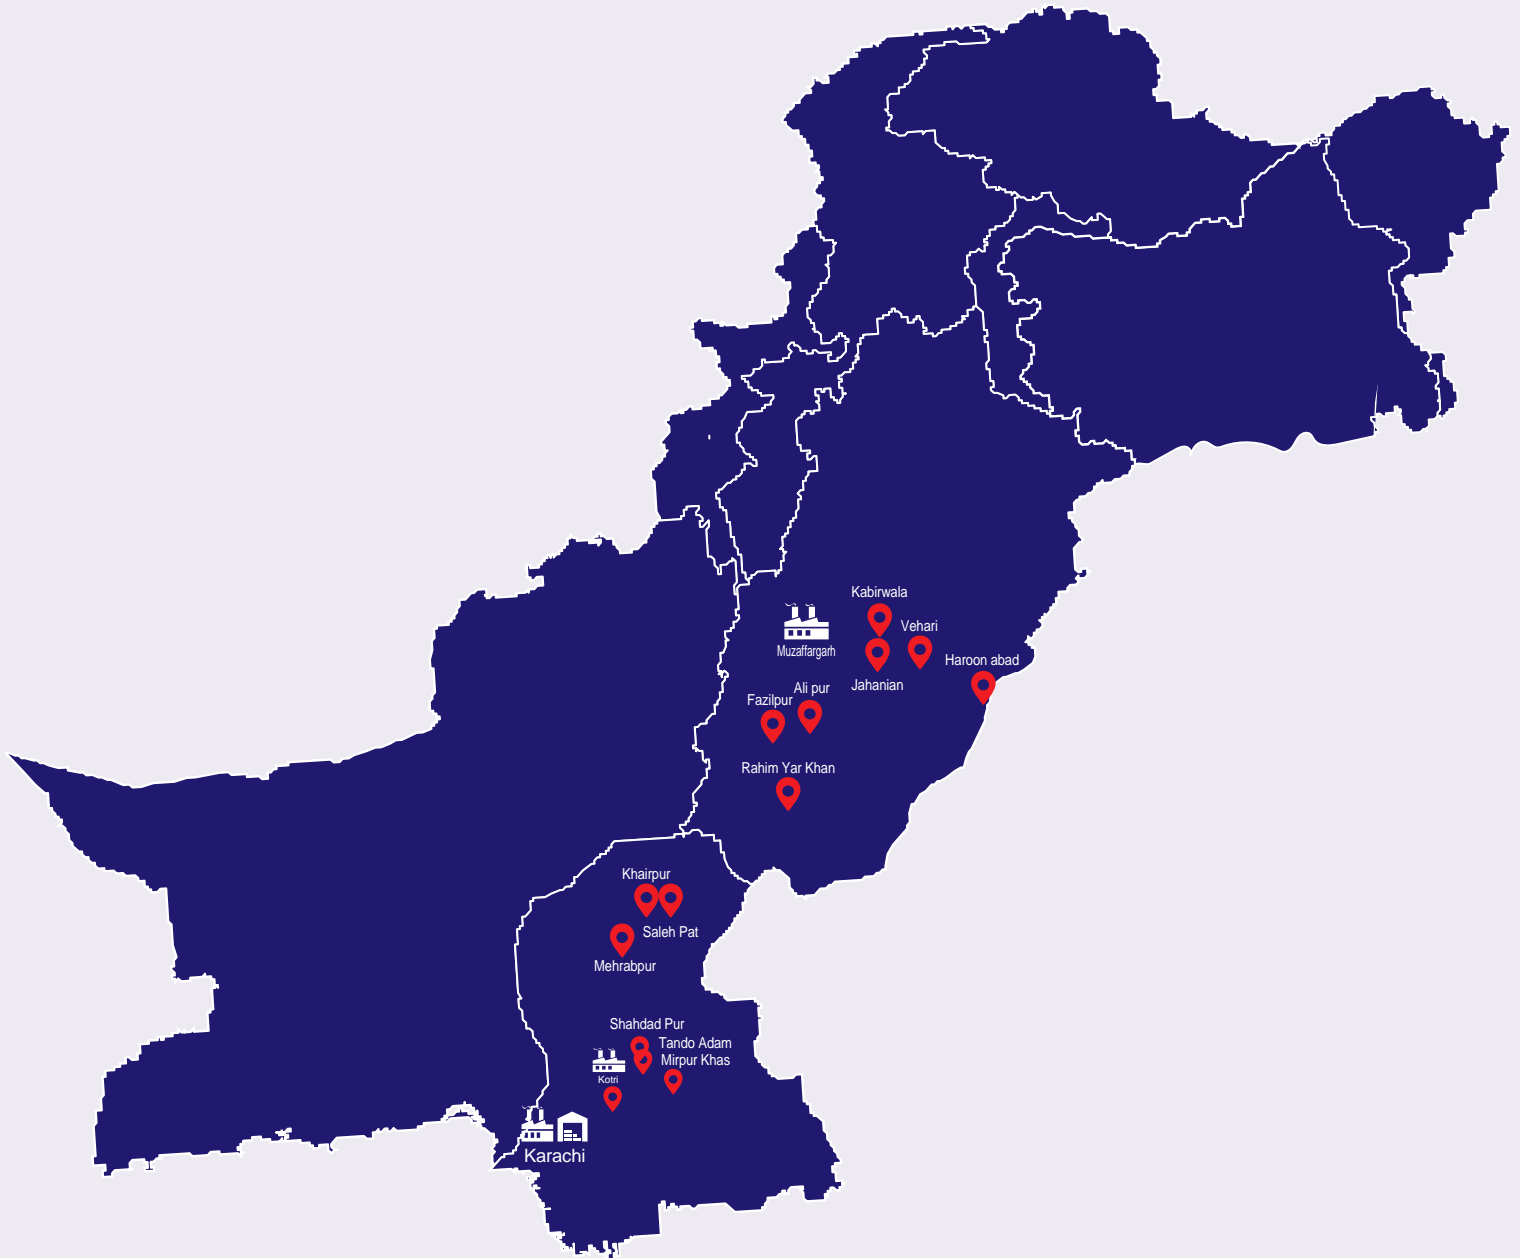 Kabirwala
Vehari
Muzaffargarh
Haroon abad
Jahanian
Ali pur
Fazilpur
Rahim Yar Khan
Khairpur
Saleh Pat
Mehrabpur
Shahdad Pur
Tando Adam
Mirpur Khas
Kotri
Karachi